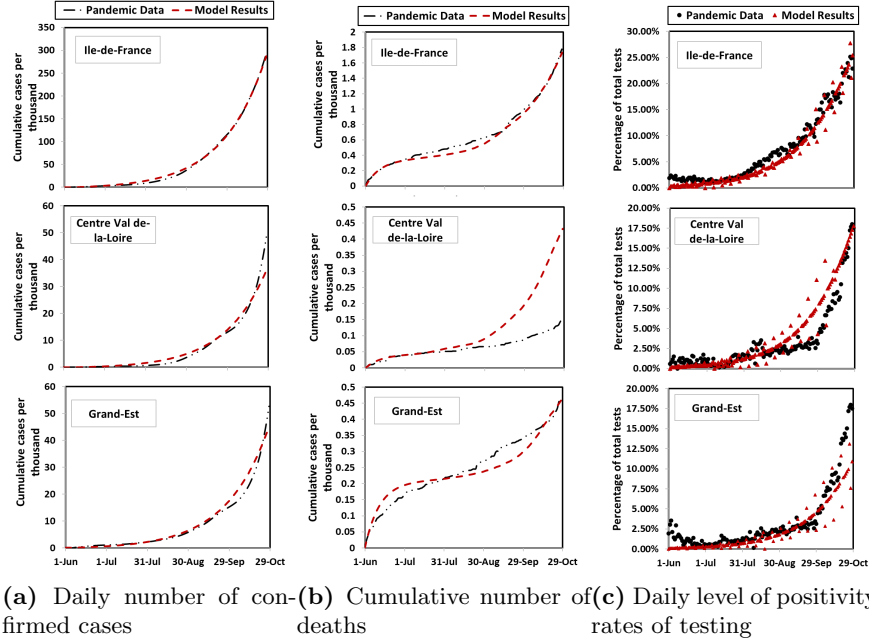 Pandemic Data Model Results
Cumulative cases per thousand
350
300
250
200
150
100
50
0
Ile-de-France
Cumulative cases per thousand
60
50
40
30
20
10
0
Centre Val de-
la-Loire
Cumulative cases per thousand
60
50
40
30
20
10
0
Grand-Est
1-Jun 1-Jul 31-Jul 30-Aug 29-Sep 29-Oct
Pandemic Data Model Results
Cumulative cases per thousand
2
1.8
1.6
1.4
1.2
1
0.8
0.6
0.4
0.2
0
Ile-de-France
Cumulative cases per thousand
0.5
0.45
0.4
0.35
0.3
0.25
0.2
0.15
0.1
0.05
0
Centre Val
de-la-Loire
Cumulative cases per thousand
0.5
0.45
0.4
0.35
0.3
0.25
0.2
0.15
0.1
0.05
0
Grand-Est
1-Jun 1-Jul 31-Jul 30-Aug 29-Sep 29-Oct
Pandemic Data Model Results
Percentage of total tests
30.00%
25.00%
20.00%
15.00%
10.00%
5.00%
0.00%
Ile-de-France
Percentage of total tests
20.00%
17.50%
15.00%
12.50%
10.00%
7.50%
5.00%
2.50%
0.00%
Centre Val
de-la-Loire
Percentage of total tests
20.00%
17.50%
15.00%
12.50%
10.00%
7.50%
5.00%
2.50%
0.00%
Grand-Est
1-Jun 1-Jul 31-Jul 30-Aug 29-Sep 29-Oct
(a) Daily number of con-
firmed cases
(b) Cumulative number of
deaths
(c) Daily level of positivity
rates of testing